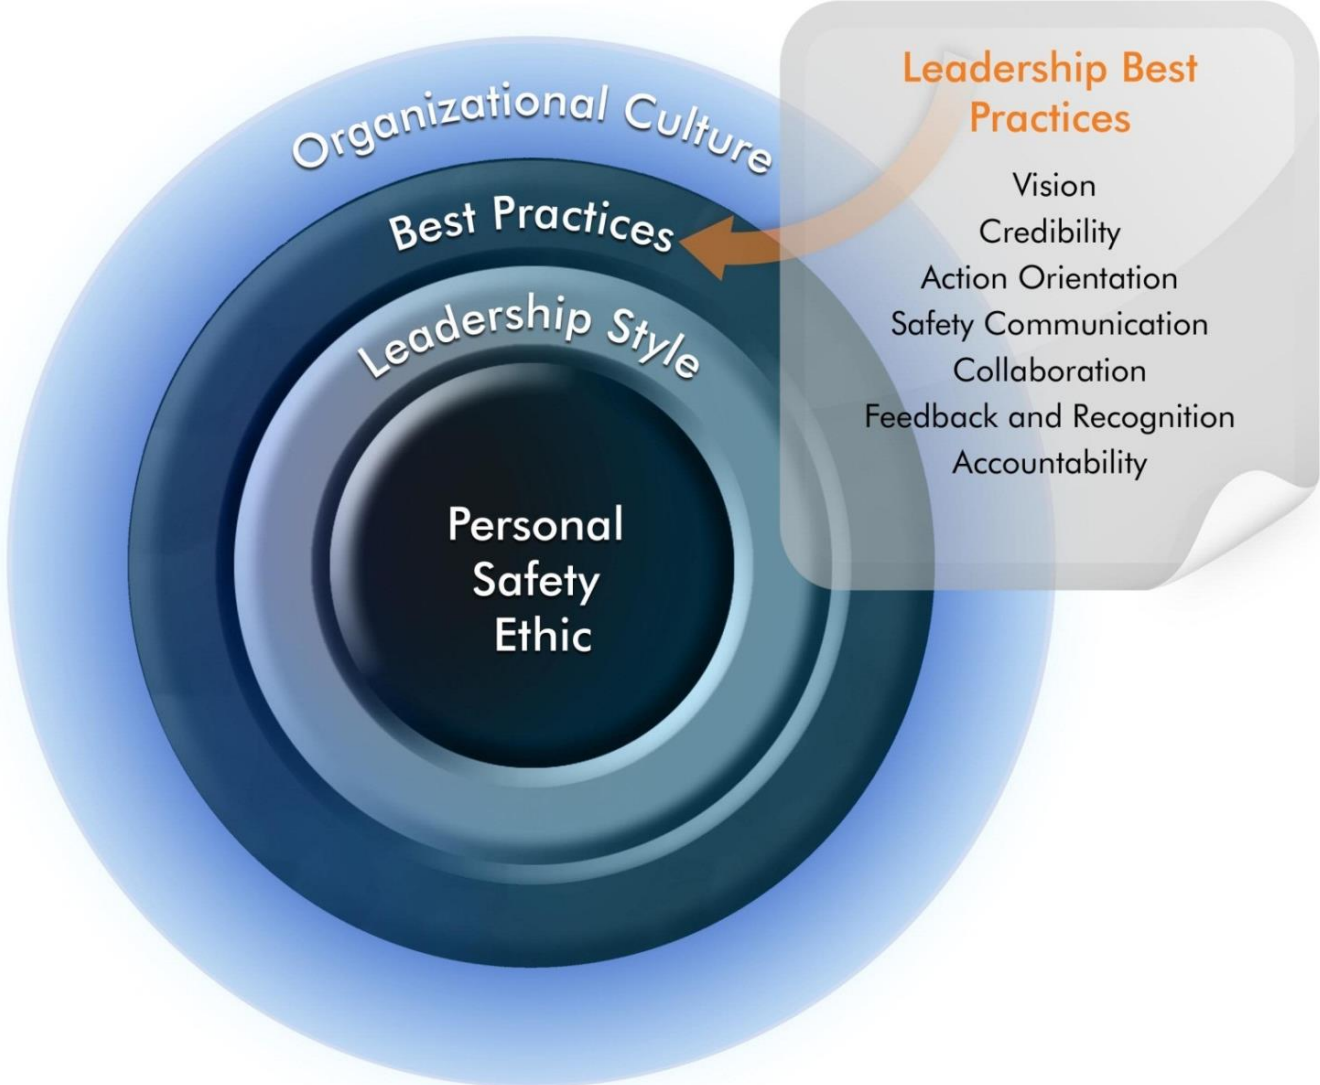 Organizational Culture
Best Practices
Leadership Style
Personal
Safety
Ethic
Leadership Best
Practices
Vision
Credibility
Action Orientation
Safety Communication
Collaboration
Feedback and Recognition
Accountability